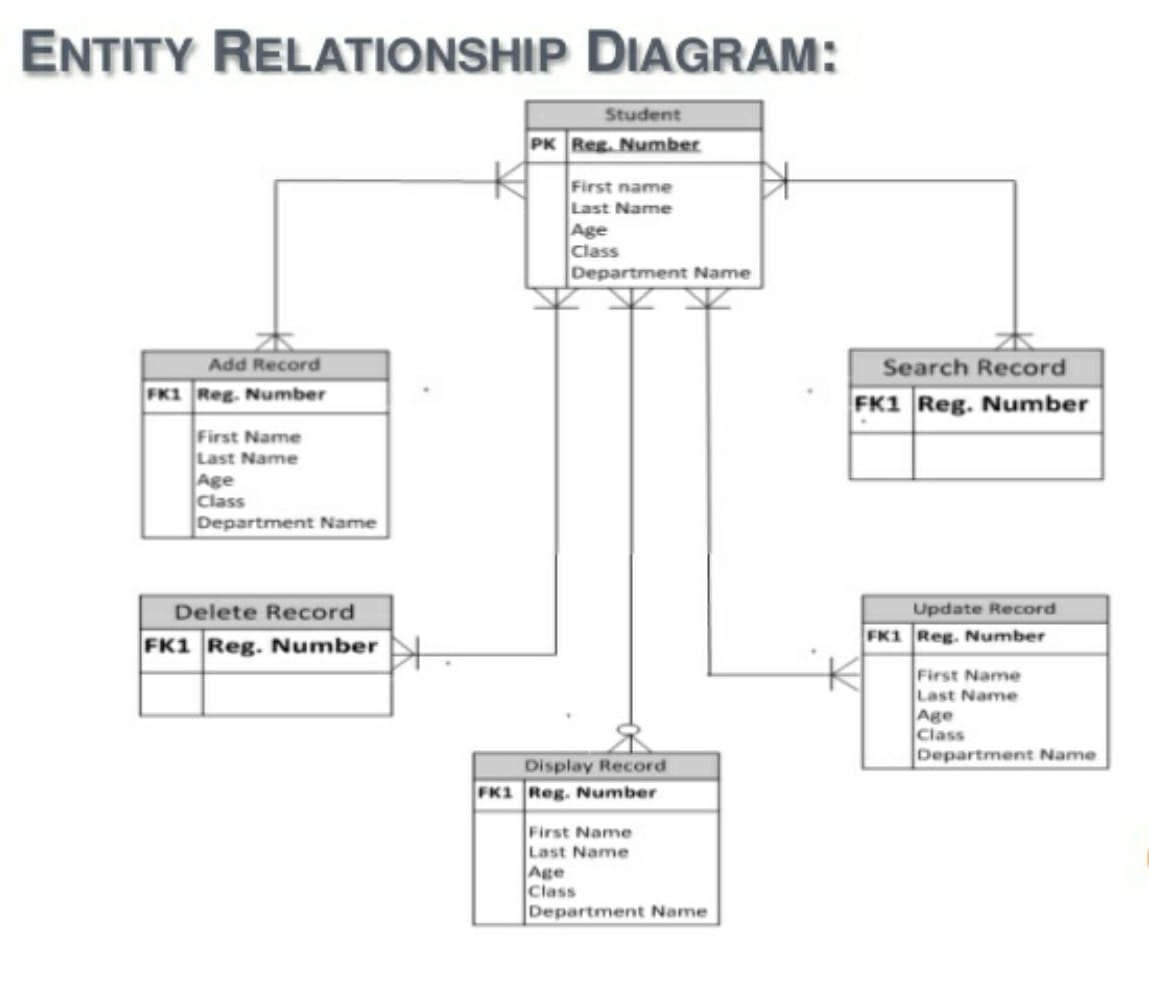 ENTITY RELATIONSHIP DIAGRAM:
Student
PK Reg. Number
First name
Last Name
Age
Class
Department Name
Add Record
FK1 Reg. Number
First Name
Last Name
Age
Class
Department Name
Search Record
FK1 Reg. Number
Delete Record
FK1 Reg. Number
Update Record
FK1 Reg. Number
First Name
Last Name
Age
Class
Department Name
Display Record
FK1 Reg. Number
First Name
Last Name
Age
Class
Department Name